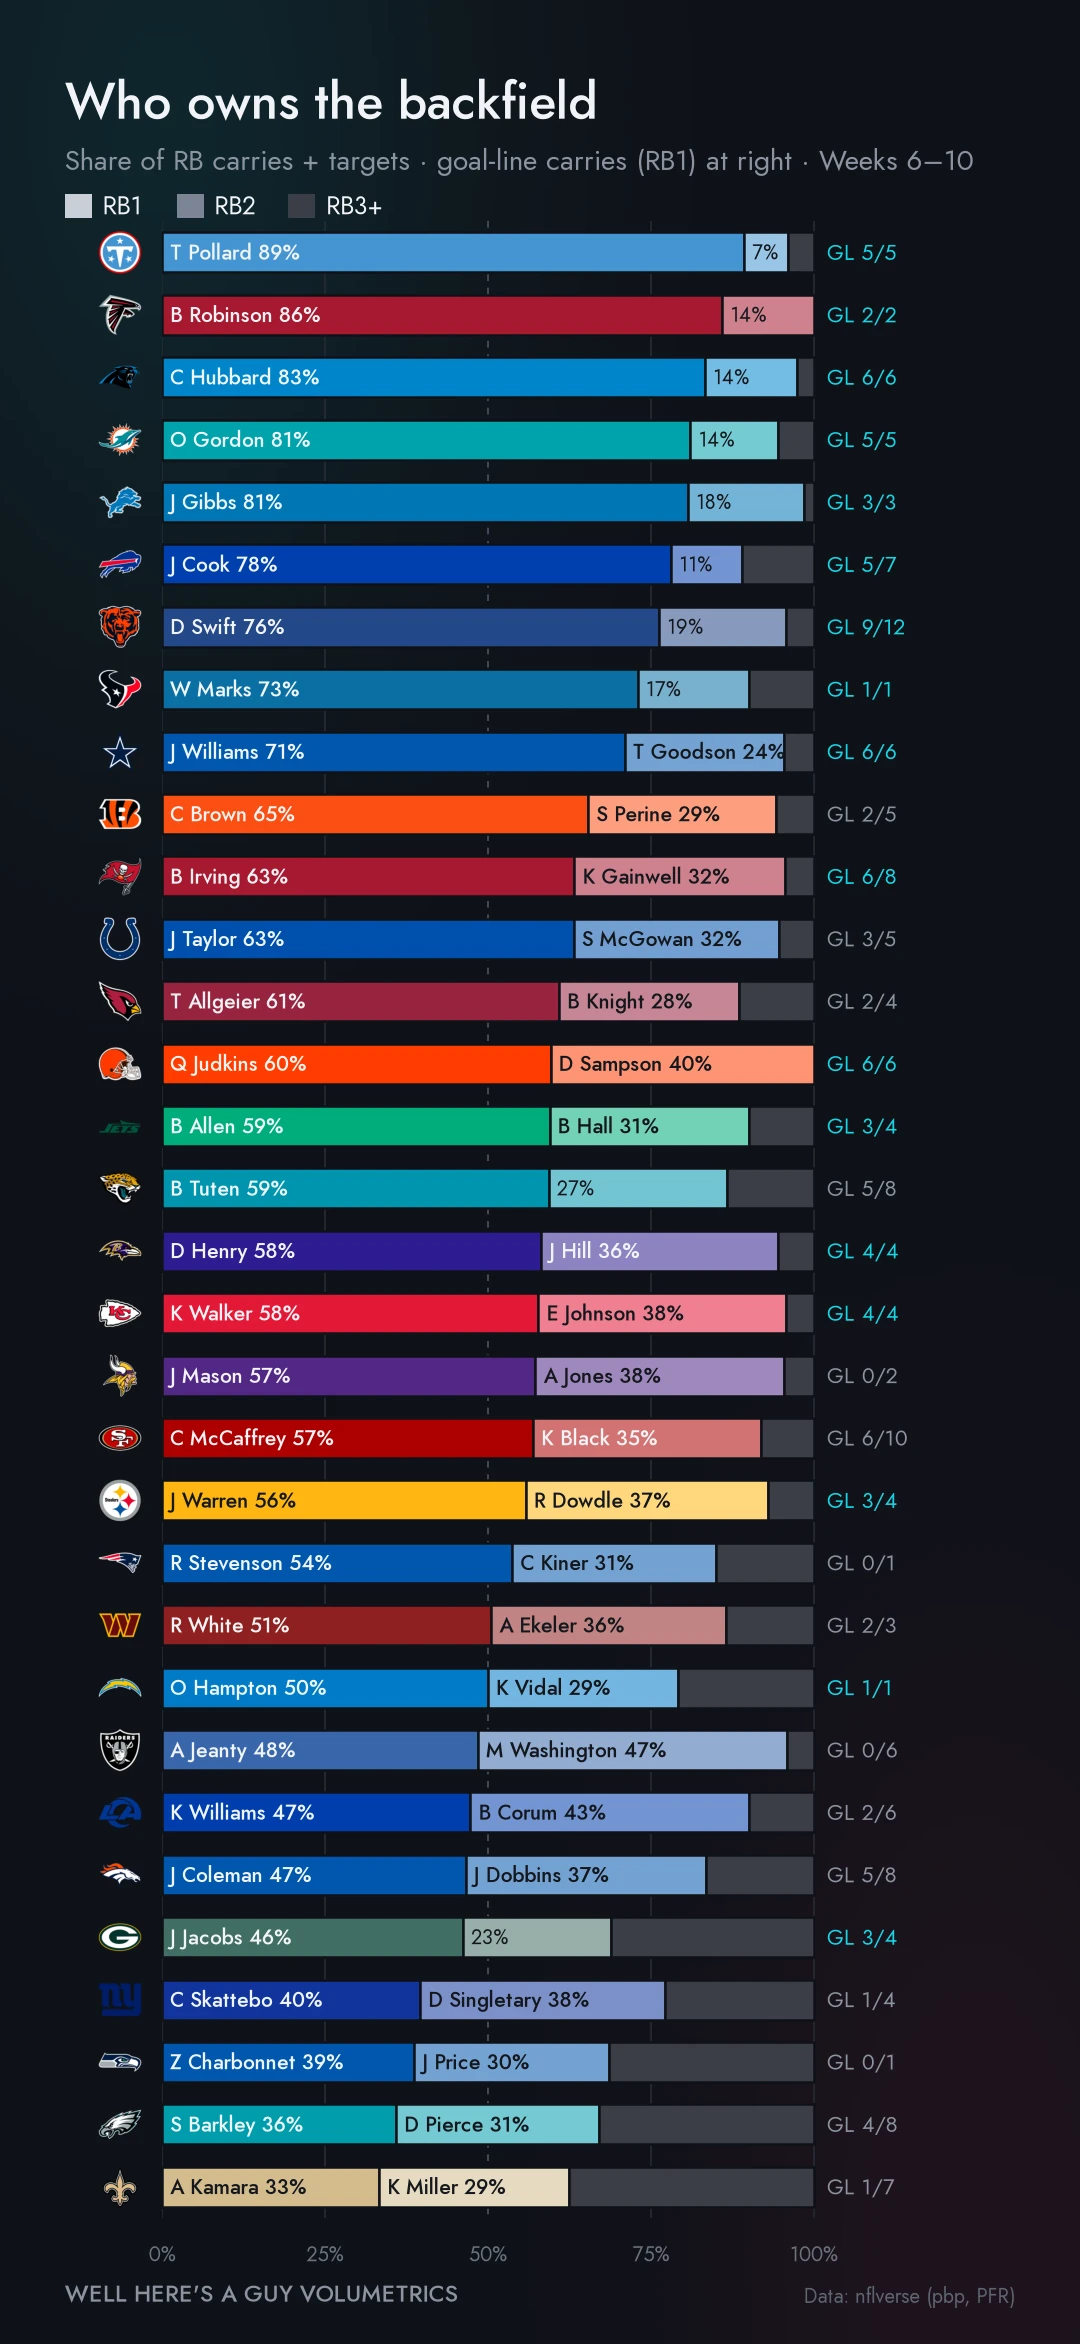 Who owns the backfield
Share of RB carries + targets · goal-line carries (RB1) at right · Weeks 6–10
RB1 RB2 RB3+
T Pollard 89% 7% GL 5/5
B Robinson 86% 14% GL 2/2
C Hubbard 83% 14% GL 6/6
O Gordon 81% 14% GL 5/5
J Gibbs 81% 18% GL 3/3
J Cook 78% 11% GL 5/7
D Swift 76% 19% GL 9/12
W Marks 73% 17% GL 1/1
J Williams 71% T Goodson 24% GL 6/6
C Brown 65% S Perine 29% GL 2/5
B Irving 63% K Gainwell 32% GL 6/8
J Taylor 63% S McGowan 32% GL 3/5
T Allgeier 61% B Knight 28% GL 2/4
Q Judkins 60% D Sampson 40% GL 6/6
JETS B Allen 59% B Hall 31% GL 3/4
B Tuten 59% 27% GL 5/8
D Henry 58% J Hill 36% GL 4/4
KC K Walker 58% E Johnson 38% GL 4/4
J Mason 57% A Jones 38% GL 0/2
SF C McCaffrey 57% K Black 35% GL 6/10
Steelers J Warren 56% R Dowdle 37% GL 3/4
R Stevenson 54% C Kiner 31% GL 0/1
W R White 51% A Ekeler 36% GL 2/3
O Hampton 50% K Vidal 29% GL 1/1
RAIDERS A Jeanty 48% M Washington 47% GL 0/6
LA K Williams 47% B Corum 43% GL 2/6
J Coleman 47% J Dobbins 37% GL 5/8
G J Jacobs 46% 23% GL 3/4
ny C Skattebo 40% D Singletary 38% GL 1/4
Z Charbonnet 39% J Price 30% GL 0/1
S Barkley 36% D Pierce 31% GL 4/8
A Kamara 33% K Miller 29% GL 1/7
0% 25% 50% 75% 100%
WELL HERE'S A GUY VOLUMETRICS
Data: nflverse (pbp, PFR)